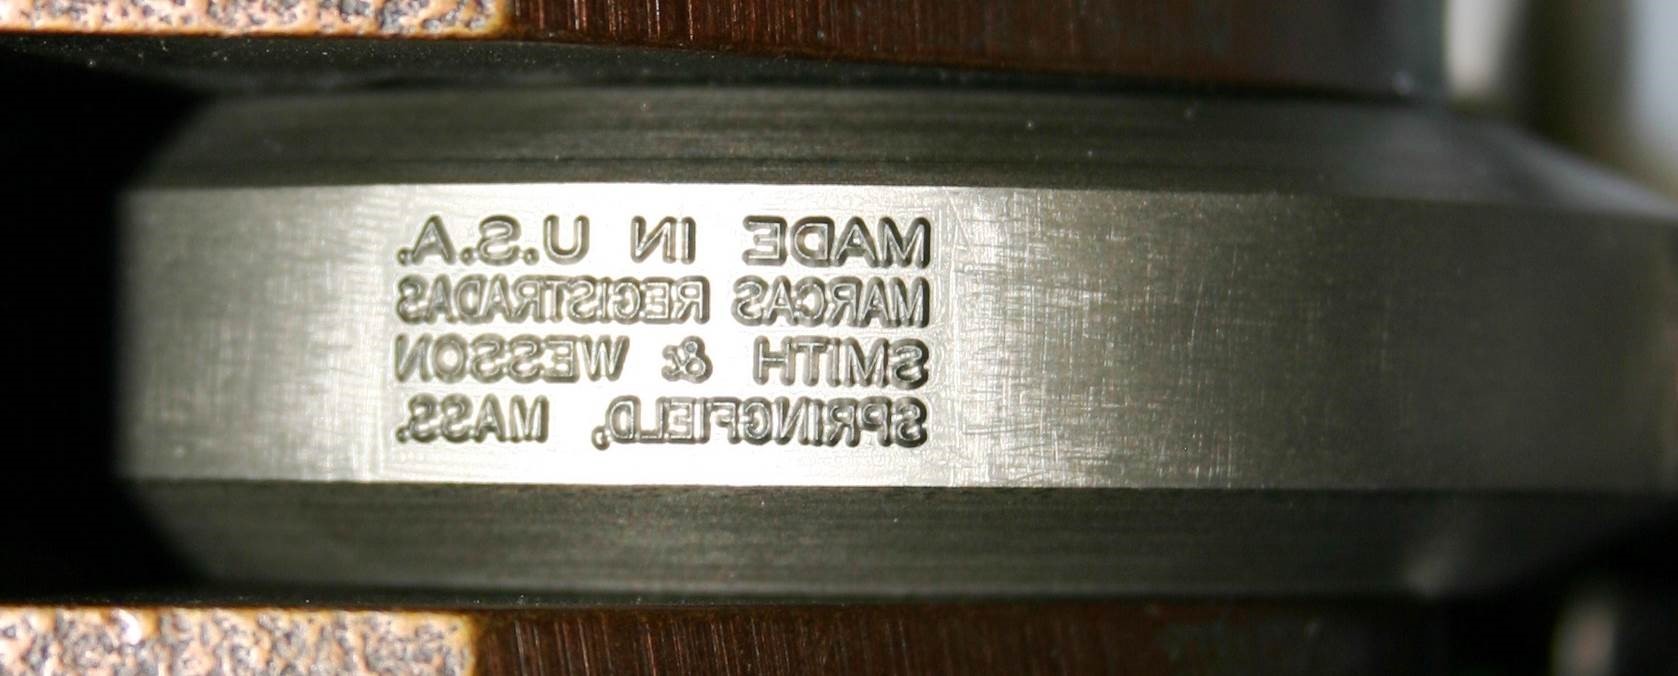 MADE IN U.S.A.
MARCAS REGISTRADAS
SMITH & WESSON
SPRINGFIELD, MASS.